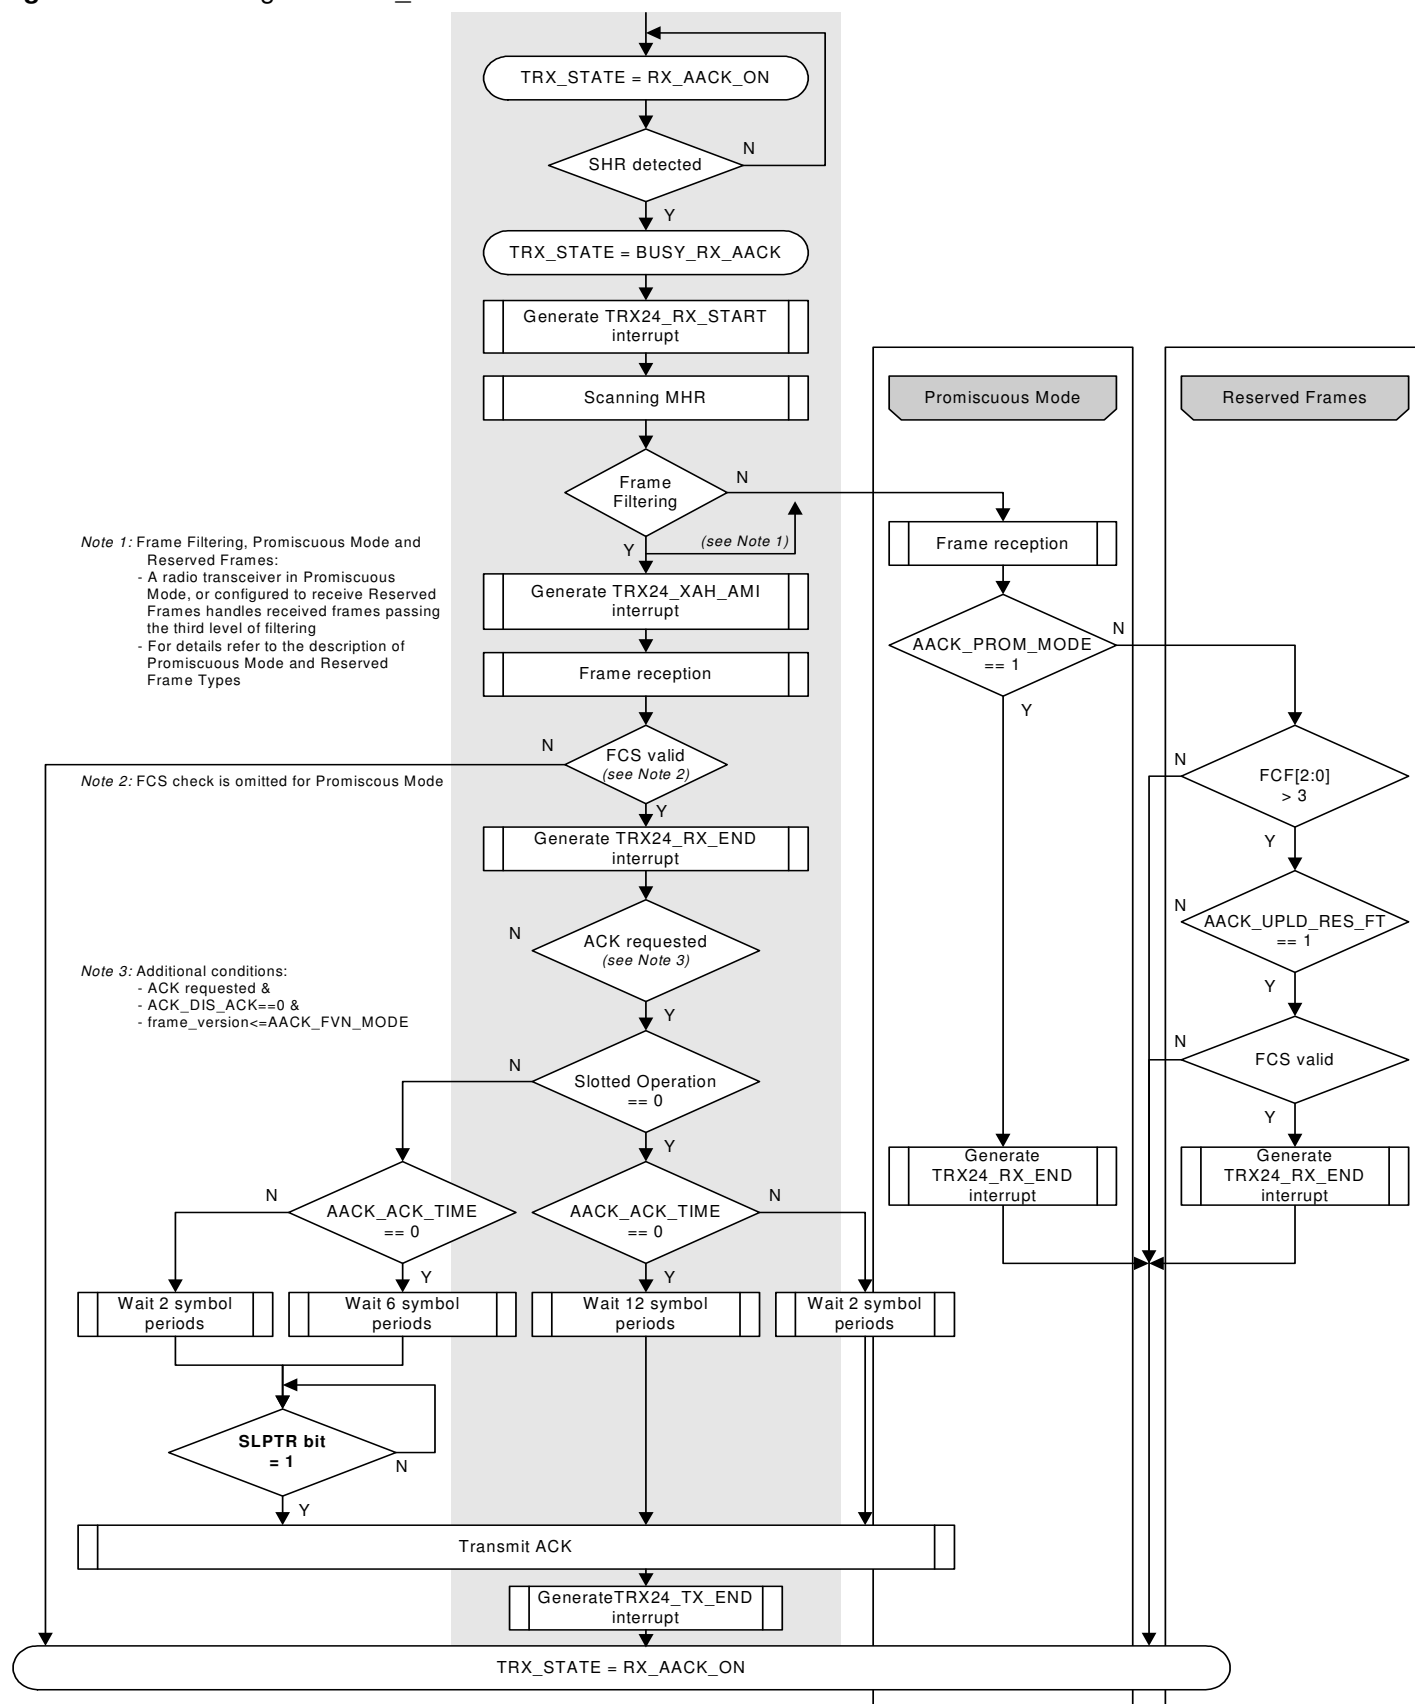 TRX_STATE = RX_AACK_ON
SHR detected
N
Y
TRX_STATE = BUSY_RX_AACK
Generate TRX24_RX_START
interrupt
Scanning MHR
Promiscuous Mode
Reserved Frames
Frame
Filtering
N
Y
(see Note 1)
Note 1: Frame Filtering, Promiscuous Mode and
Reserved Frames:
- A radio transceiver in Promiscuous
Mode, or configured to receive Reserved
Frames handles received frames passing
the third level of filtering
- For details refer to the description of
Promiscuous Mode and Reserved
Frame Types
Frame reception
Generate TRX24_XAH_AMI
interrupt
AACK_PROM_MODE
== 1
N
Y
Frame reception
FCS valid
(see Note 2)
N
Y
Note 2: FCS check is omitted for Promiscous Mode
FCF[2:0]
> 3
N
Y
Generate TRX24_RX_END
interrupt
ACK requested
(see Note 3)
N
Y
AACK_UPLD_RES_FT
== 1
N
Y
Note 3: Additional conditions:
- ACK requested &
- ACK_DIS_ACK==0 &
- frame_version<=AACK_FVN_MODE
Slotted Operation
== 0
N
Y
FCS valid
N
Y
Generate
TRX24_RX_END
interrupt
Generate
TRX24_RX_END
interrupt
AACK_ACK_TIME
== 0
N
Y
AACK_ACK_TIME
== 0
N
Y
Wait 2 symbol
periods
Wait 6 symbol
periods
Wait 12 symbol
periods
Wait 2 symbol
periods
SLPTR bit
= 1
N
Y
Transmit ACK
GenerateTRX24_TX_END
interrupt
TRX_STATE = RX_AACK_ON